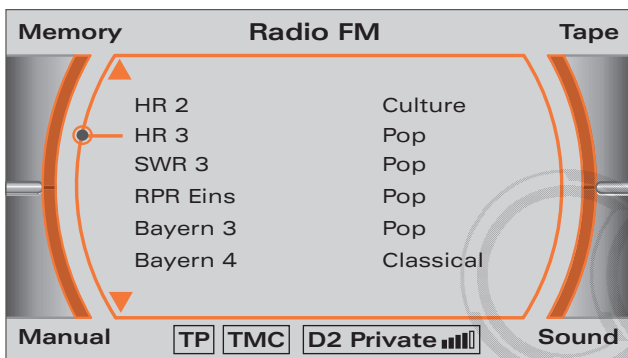 Memory Radio FM Tape
HR 2 Culture
HR 3 Pop
SWR 3 Pop
RPR Eins Pop
Bayern 3 Pop
Bayern 4 Classical
Manual TP TMC D2 Private Sound